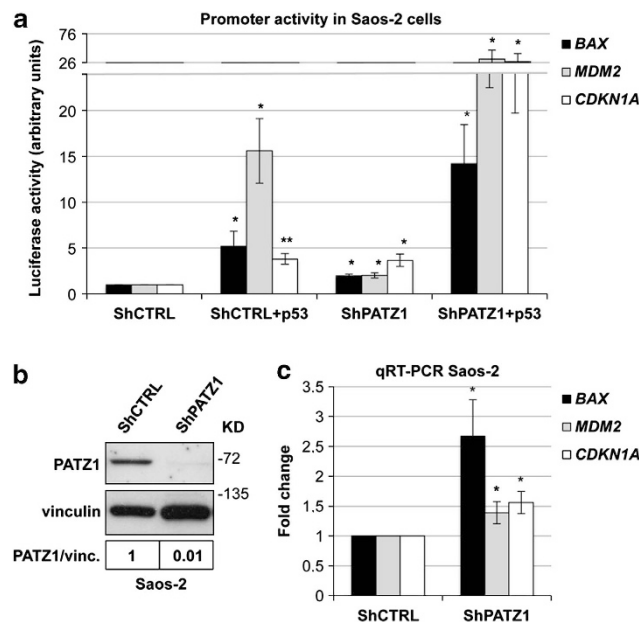 a
Promoter activity in Saos-2 cells
Luciferase activity (arbitrary units)
76
26
20
15
10
5
0
*
*
**
*
*
*
*
*
*
ShCTRL
ShCTRL+p53
ShPATZ1
ShPATZ1+p53
BAX
MDM2
CDKN1A
b
ShCTRL
ShPATZ1
KD
PATZ1
-72
-135
vinculin
PATZ1/vinc.
1
0.01
Saos-2
c
qRT-PCR Saos-2
Fold change
3.5
3
2.5
2
1.5
1
0.5
0
*
*
*
ShCTRL
ShPATZ1
BAX
MDM2
CDKN1A